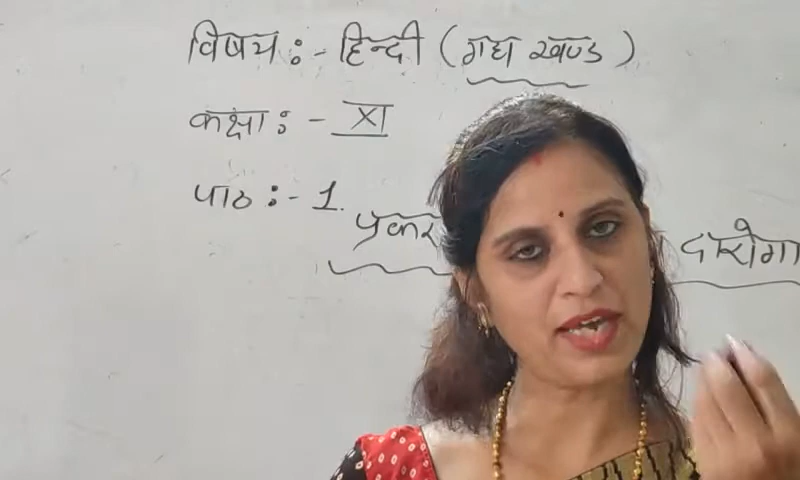 विषय :- हिन्दी (गद्य खण्ड)
कक्षा :- XI
पाठ :- 1.
दारोगा